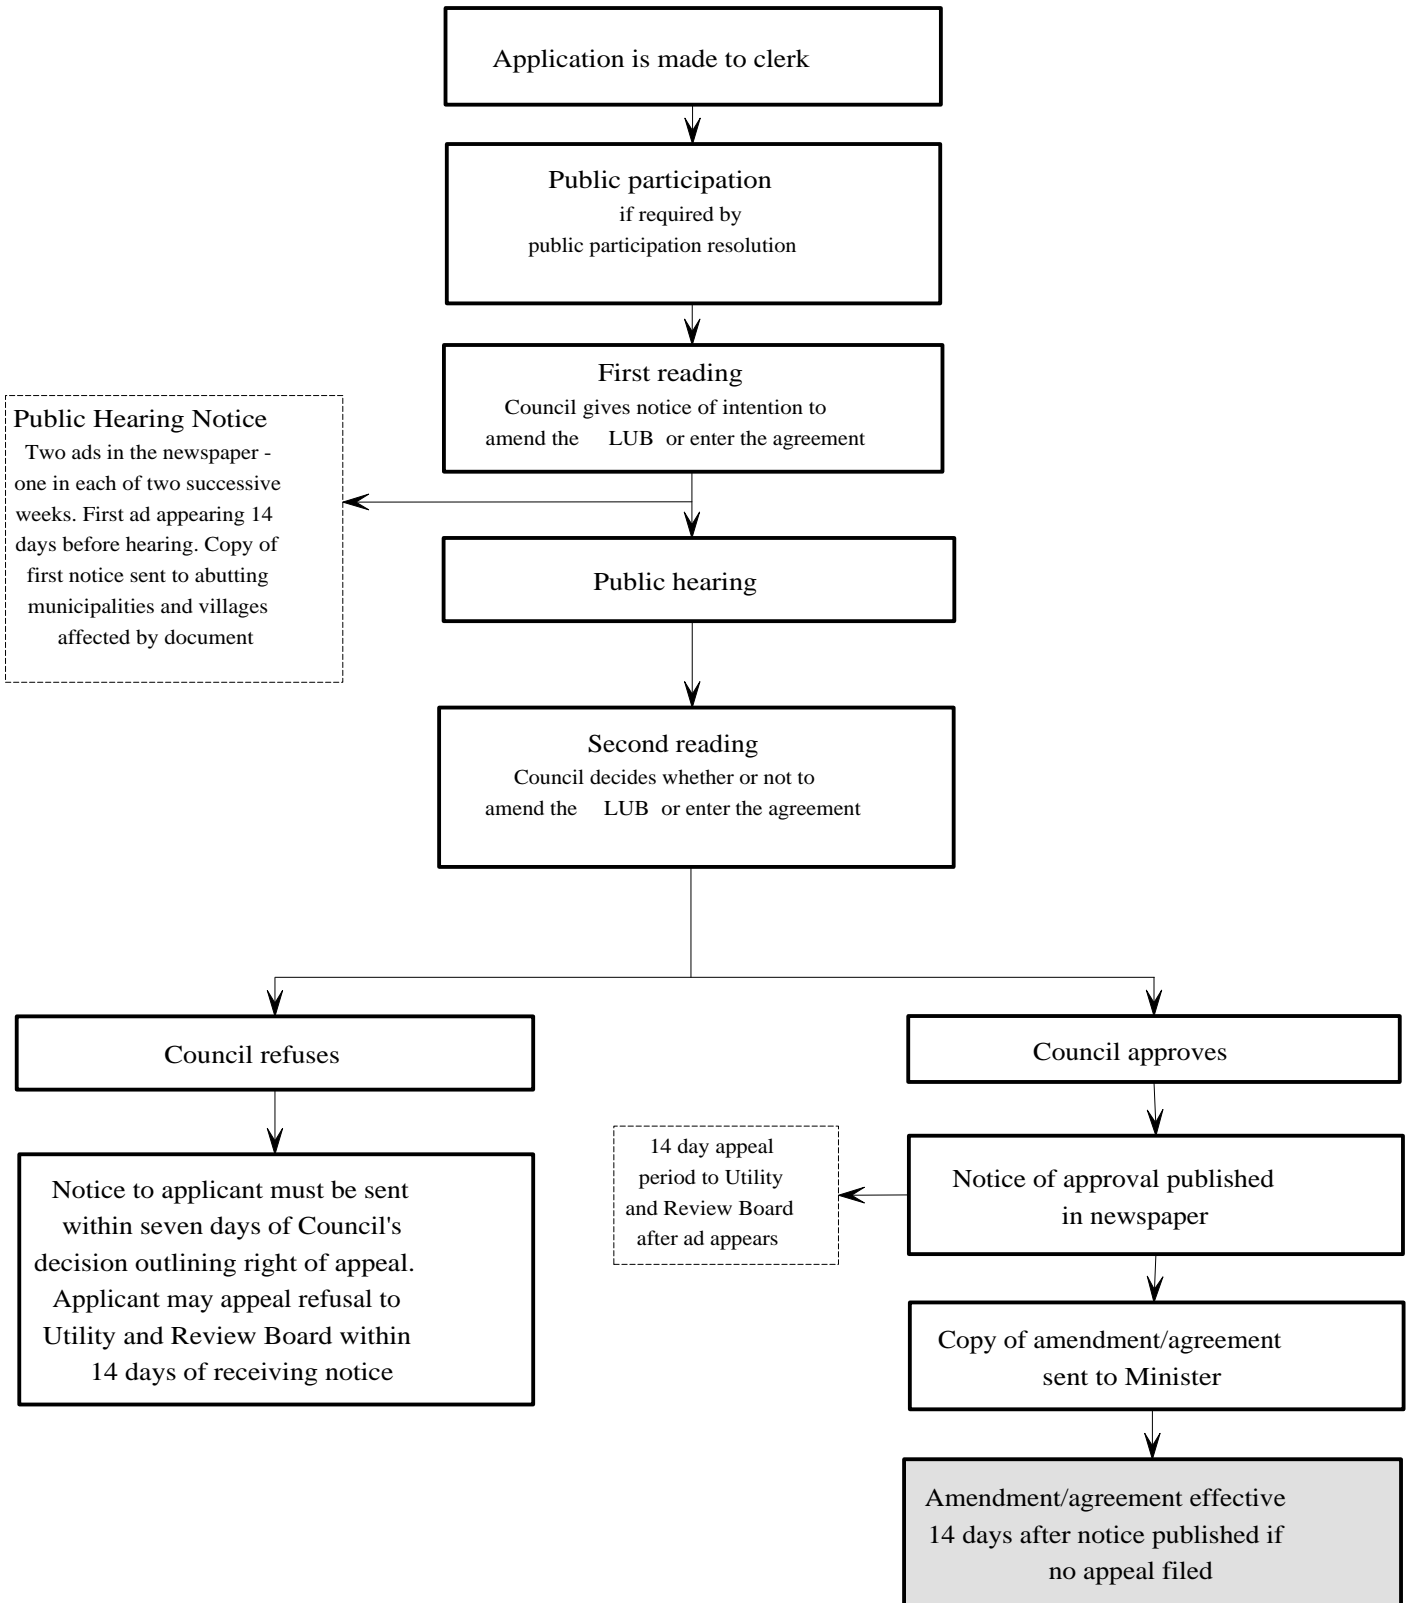 Application is made to clerk
Public participation
if required by
public participation resolution
First reading
Council gives notice of intention to
amend the LUB or enter the agreement
Public Hearing Notice
Two ads in the newspaper -
one in each of two successive
weeks. First ad appearing 14
days before hearing. Copy of
first notice sent to abutting
municipalities and villages
affected by document
Public hearing
Second reading
Council decides whether or not to
amend the LUB or enter the agreement
Council refuses
Notice to applicant must be sent
within seven days of Council's
decision outlining right of appeal.
Applicant may appeal refusal to
Utility and Review Board within
14 days of receiving notice
Council approves
14 day appeal
period to Utility
and Review Board
after ad appears
Notice of approval published
in newspaper
Copy of amendment/agreement
sent to Minister
Amendment/agreement effective
14 days after notice published if
no appeal filed